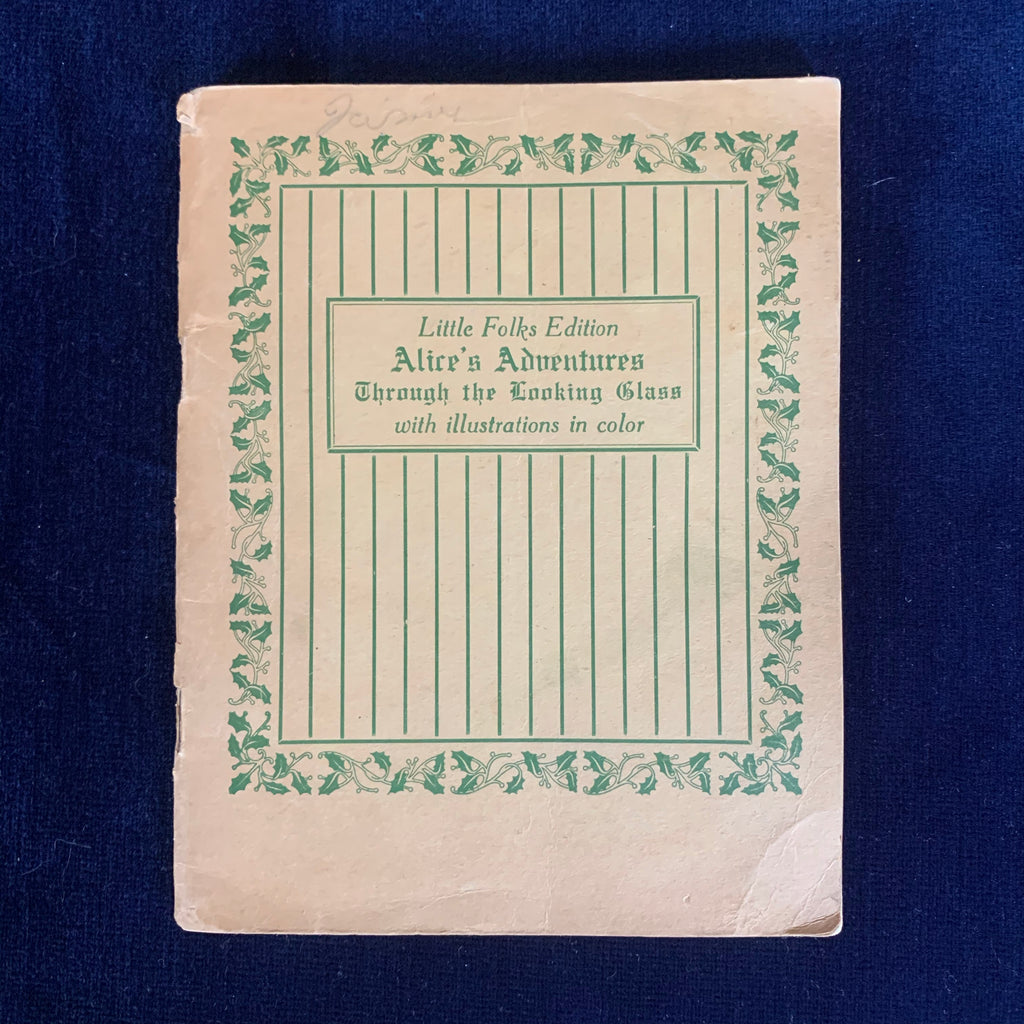 Little Folks Edition
Alice's Adventures
Through the Looking Glass
with illustrations in color